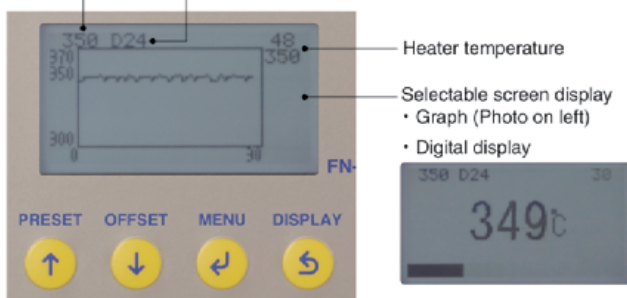 350 D24 48
370 350
350
300
0 30
Heater temperature
Selectable screen display
・Graph (Photo on left)
・Digital display
FN-
PRESET OFFSET MENU DISPLAY
350 D24 30
349℃